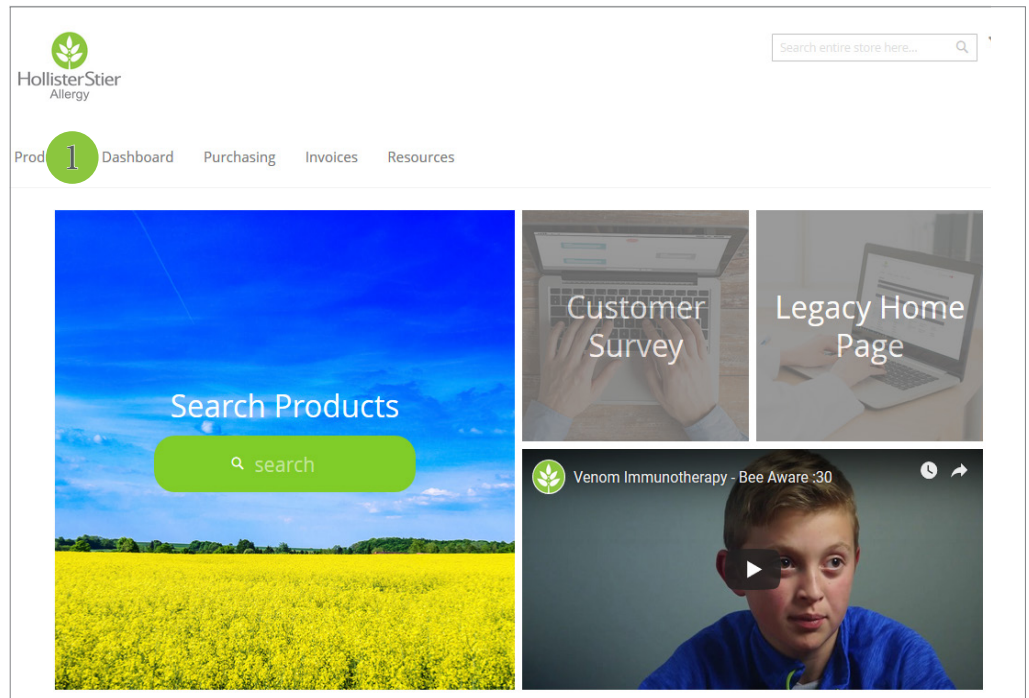 HollisterStier
Allergy
Search entire store here...
Prod 1 Dashboard Purchasing Invoices Resources
Search Products
search
Customer
Survey
Legacy Home
Page
Venom Immunotherapy - Bee Aware :30